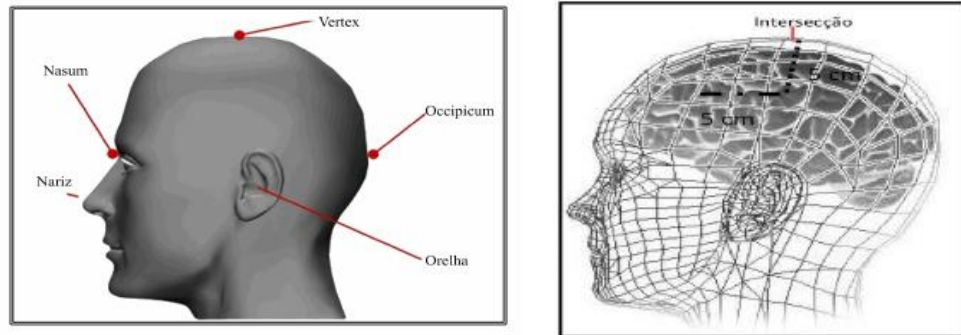 Vertex
Nasum
Occipicum
Nariz
Orelha
Intersecção
5 cm
5 cm